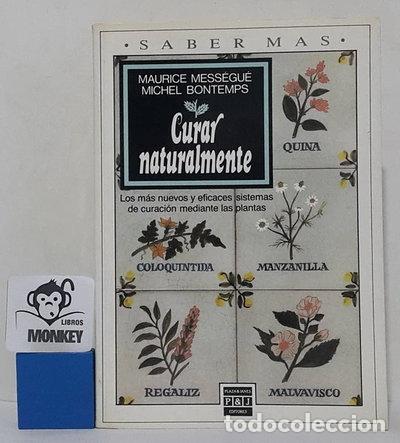 · SABER MAS ·
MAURICE MESSÉGUÉ
MICHEL BONTEMPS
Curar
naturalmente
Los más nuevos y eficaces sistemas
de curación mediante las plantas
QUINA
COLOQUINTIDA
MANZANILLA
REGALIZ
MALVAVISCO
PLAZA & JANES
P&J
EDITORES
LIBROS
MONKEY
todocoleccion.net